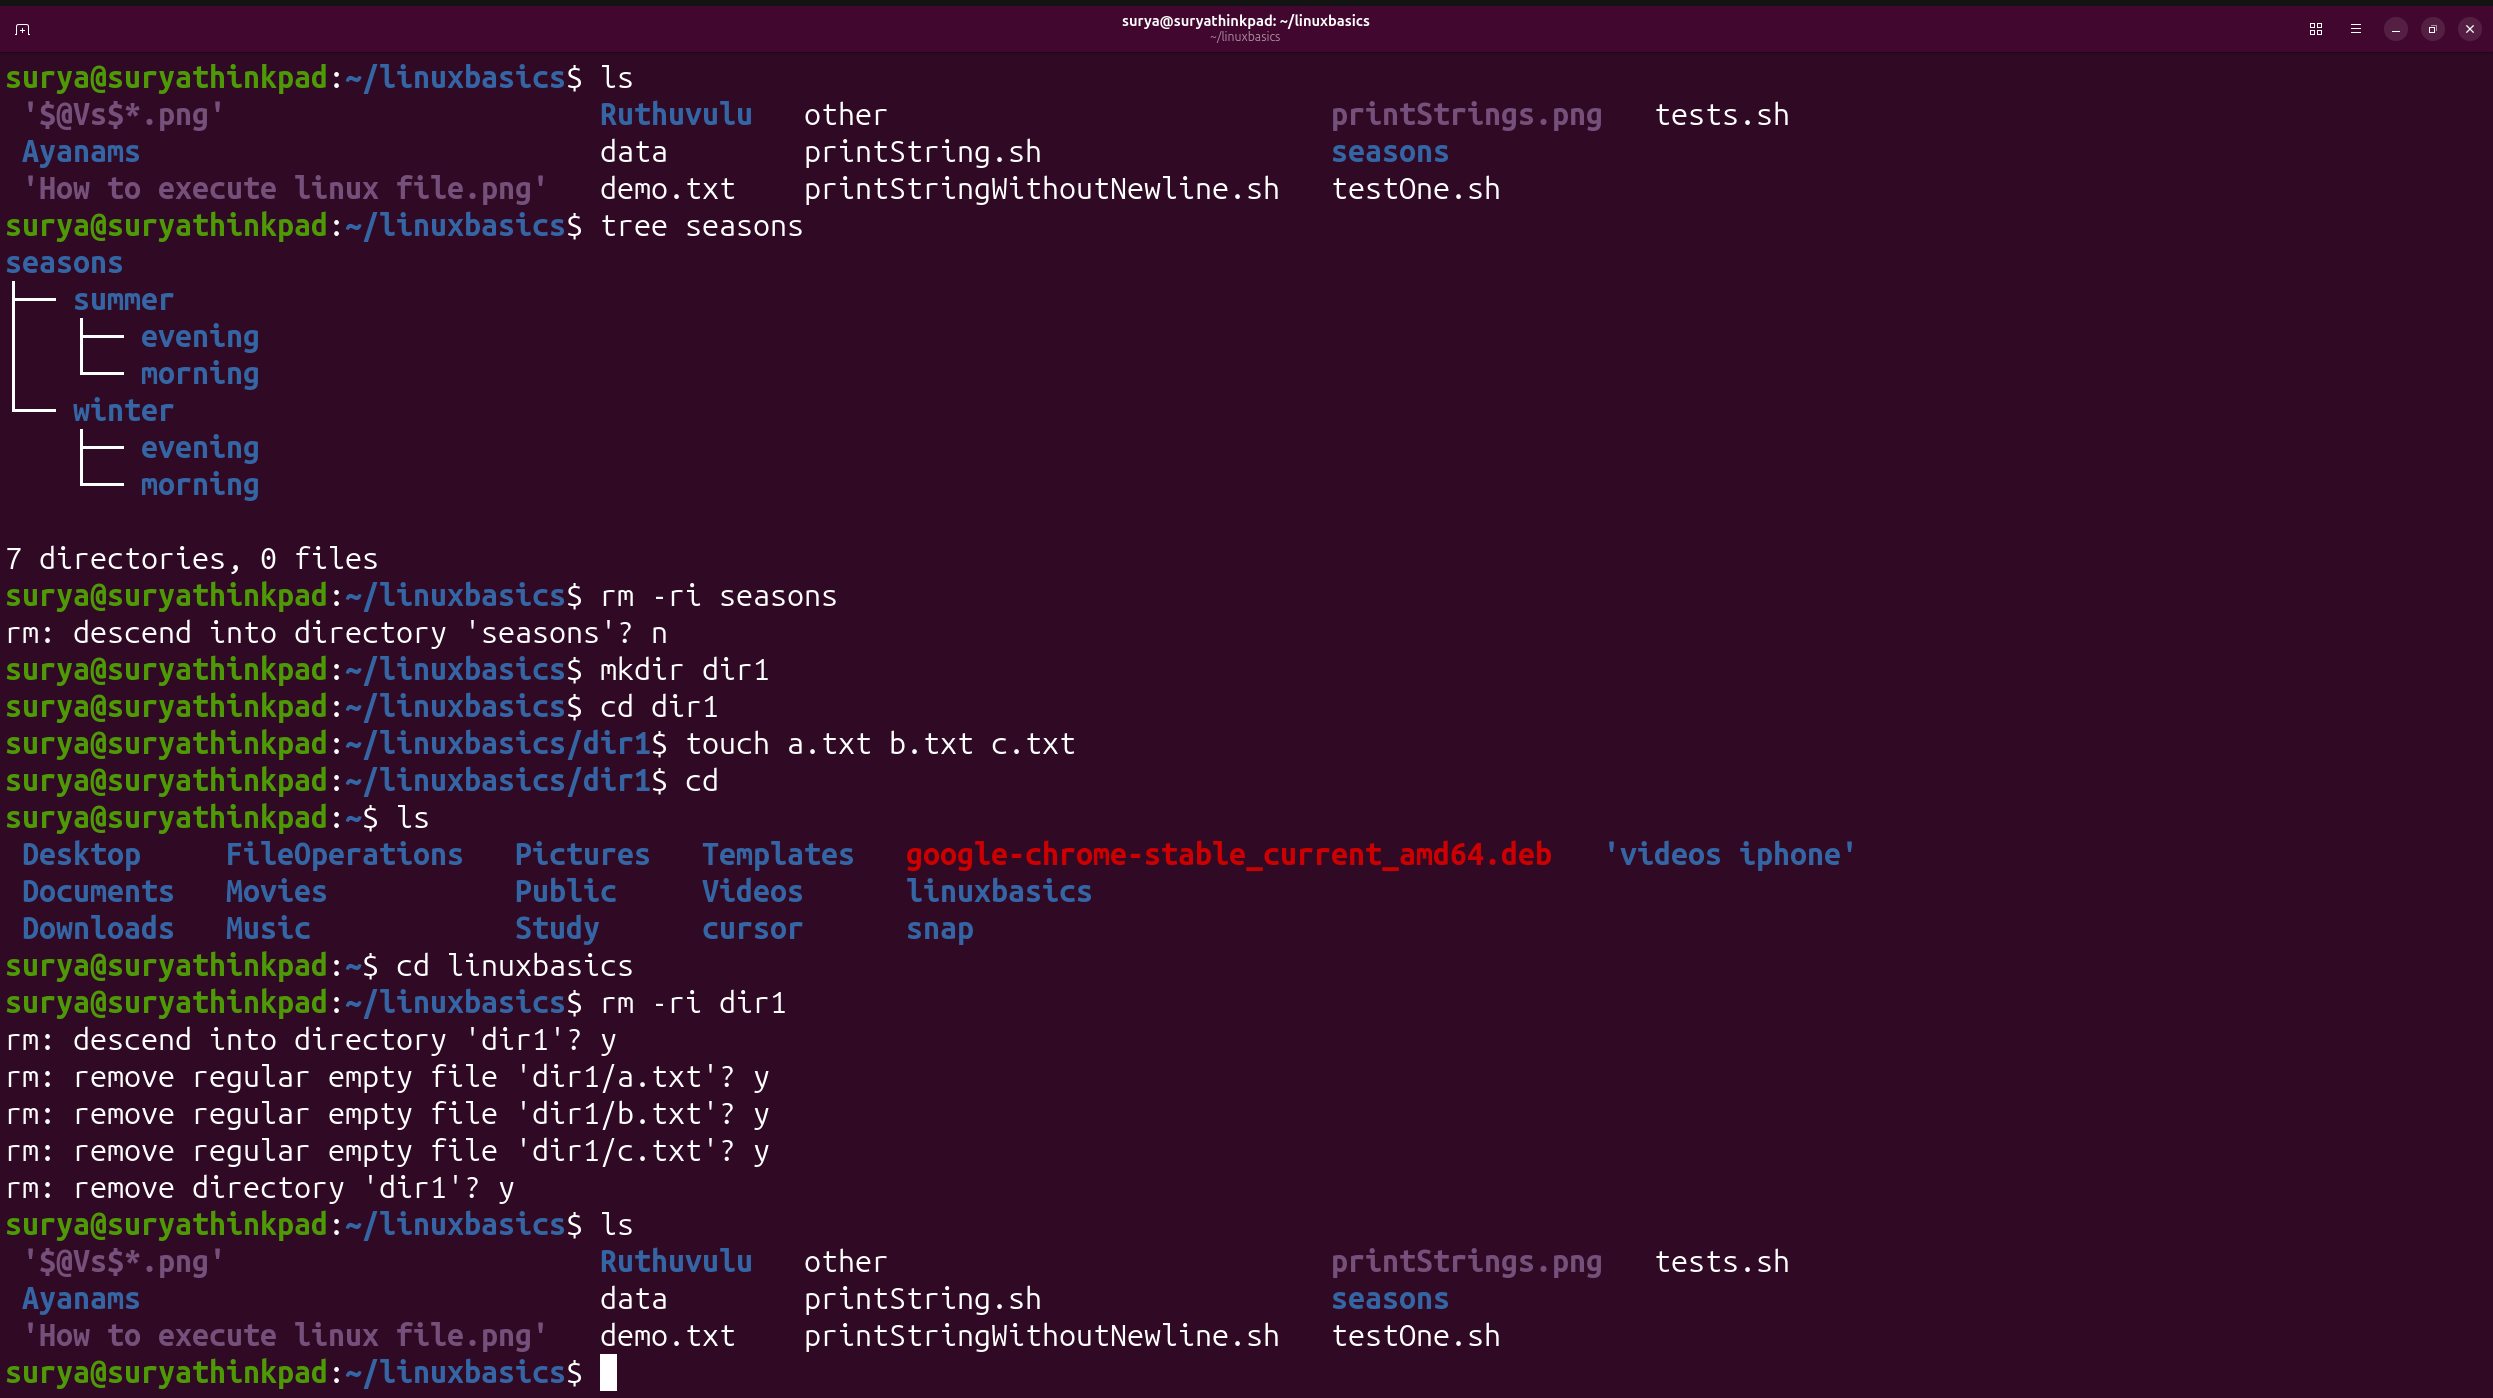 surya@suryathinkpad: ~/linuxbasics
~/linuxbasics
surya@suryathinkpad:~/linuxbasics$ ls
'$@Vs$*.png' Ruthuvulu other printStrings.png tests.sh
Ayanams data printString.sh seasons
'How to execute linux file.png' demo.txt printStringWithoutNewline.sh testOne.sh
surya@suryathinkpad:~/linuxbasics$ tree seasons
seasons
├── summer
│   ├── evening
│   └── morning
└── winter
    ├── evening
    └── morning
7 directories, 0 files
surya@suryathinkpad:~/linuxbasics$ rm -ri seasons
rm: descend into directory 'seasons'? n
surya@suryathinkpad:~/linuxbasics$ mkdir dir1
surya@suryathinkpad:~/linuxbasics$ cd dir1
surya@suryathinkpad:~/linuxbasics/dir1$ touch a.txt b.txt c.txt
surya@suryathinkpad:~/linuxbasics/dir1$ cd
surya@suryathinkpad:~$ ls
Desktop FileOperations Pictures Templates google-chrome-stable_current_amd64.deb 'videos iphone'
Documents Movies Public Videos linuxbasics
Downloads Music Study cursor snap
surya@suryathinkpad:~$ cd linuxbasics
surya@suryathinkpad:~/linuxbasics$ rm -ri dir1
rm: descend into directory 'dir1'? y
rm: remove regular empty file 'dir1/a.txt'? y
rm: remove regular empty file 'dir1/b.txt'? y
rm: remove regular empty file 'dir1/c.txt'? y
rm: remove directory 'dir1'? y
surya@suryathinkpad:~/linuxbasics$ ls
'$@Vs$*.png' Ruthuvulu other printStrings.png tests.sh
Ayanams data printString.sh seasons
'How to execute linux file.png' demo.txt printStringWithoutNewline.sh testOne.sh
surya@suryathinkpad:~/linuxbasics$